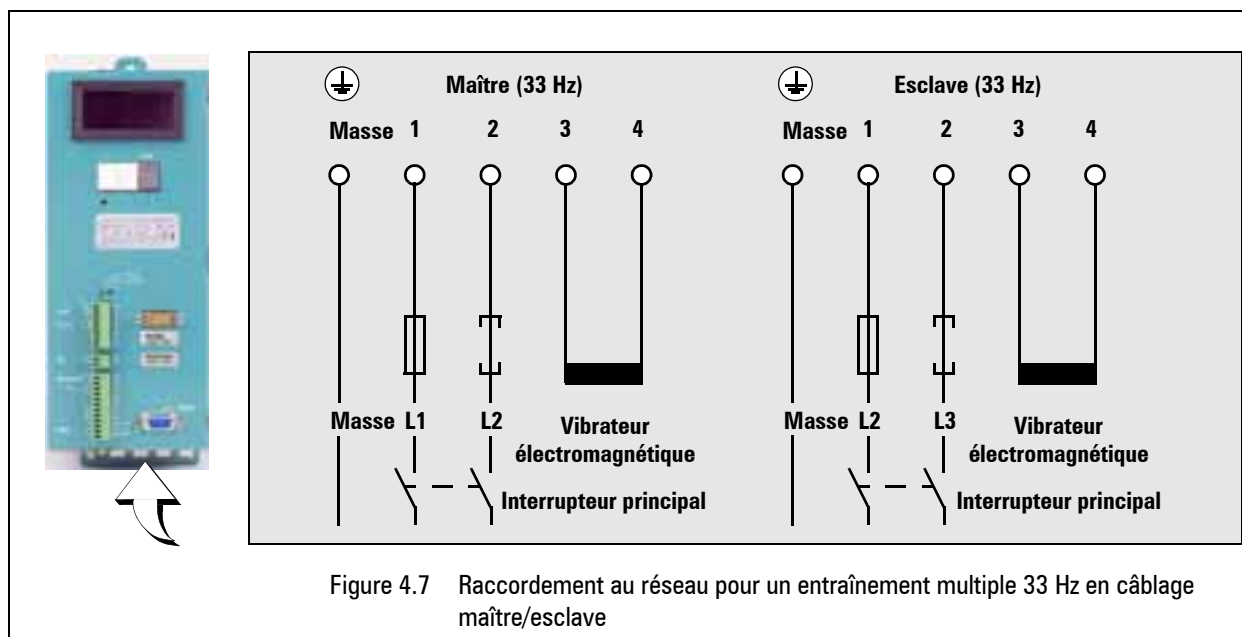 Maître (33 Hz)
Masse 1 2 3 4
Masse L1 L2 Vibrateur
électromagnétique
Interrupteur principal
Esclave (33 Hz)
Masse 1 2 3 4
Masse L2 L3 Vibrateur
électromagnétique
Interrupteur principal
Figure 4.7 Raccordement au réseau pour un entraînement multiple 33 Hz en câblage
maître/esclave